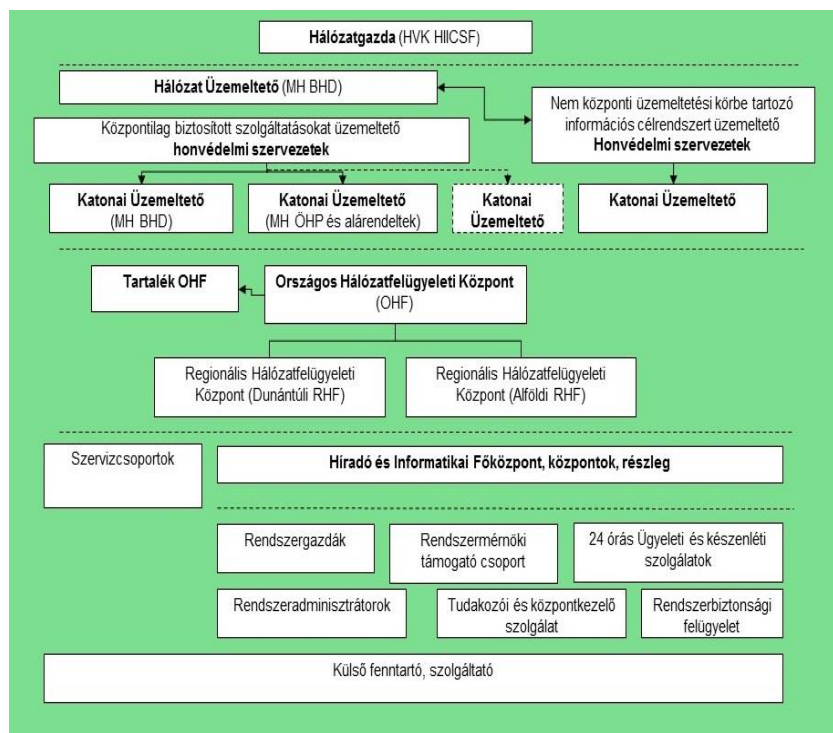 Hálózatgazda (HVK HIICSF)
Hálózat Üzemeltető (MH BHD)
Nem központi üzemeltetési körbe tartozó
információs célrendszert üzemeltető
Honvédelmi szervezetek
Központilag biztosított szolgáltatásokat üzemeltető
honvédelmi szervezetek
Katonai Üzemeltető
(MH BHD)
Katonai Üzemeltető
(MH ÖHP és alárendeltek)
Katonai
Üzemeltető
Katonai Üzemeltető
Tartalék OHF
Országos Hálózatfelügyeleti Központ
(OHF)
Regionális Hálózatfelügyeleti
Központ (Dunántúli RHF)
Regionális Hálózatfelügyeleti
Központ (Alföldi RHF)
Szervizcsoportok
Híradó és Informatikai Főközpont, központok, részleg
Rendszergazdák
Rendszermérnöki
támogató csoport
24 órás Ügyeleti és készenléti
szolgálatok
Rendszeradminisztrátorok
Tudakozói és központkezelő
szolgálat
Rendszerbiztonsági
felügyelet
Külső fenntartó, szolgáltató